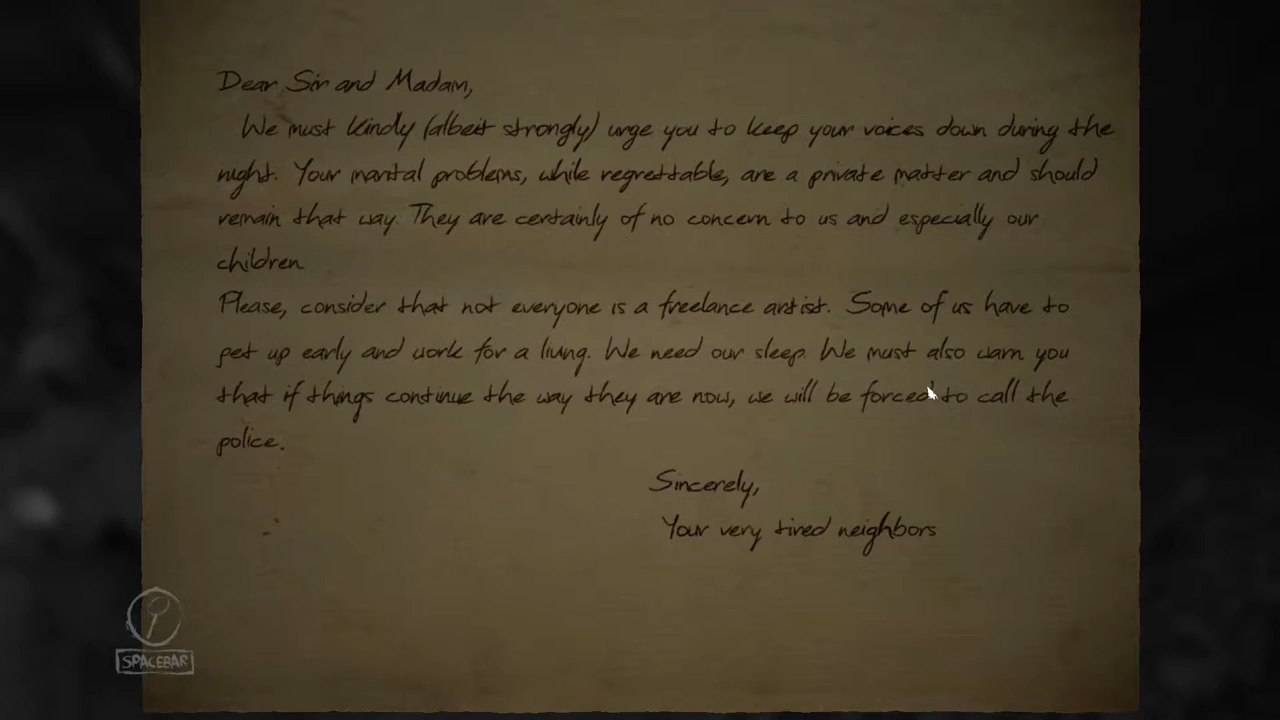 Dear Sir and Madam,
We must kindly (albeit strongly) urge you to keep your voices down during the
night. Your marital problems, while regrettable, are a private matter and should
remain that way. They are certainly of no concern to us and especially our
children.
Please, consider that not everyone is a freelance artist. Some of us have to
get up early and work for a living. We need our sleep. We must also warn you
that if things continue the way they are now, we will be forced to call the
police.
Sincerely,
Your very tired neighbors
SPACEBAR